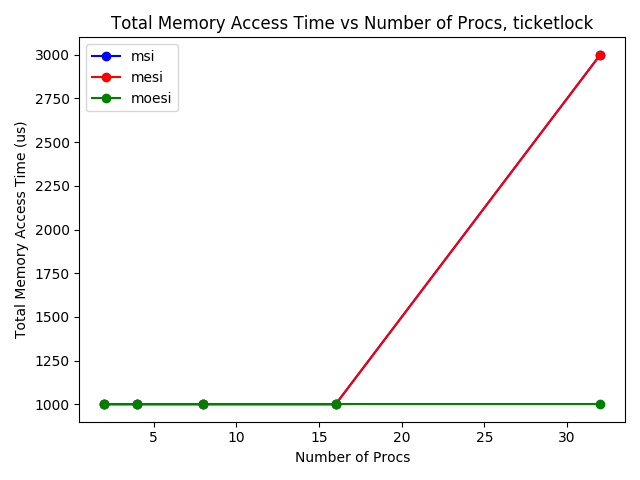 Total Memory Access Time vs Number of Procs, ticketlock
msi
mesi
moesi
Total Memory Access Time (us)
3000
2750
2500
2250
2000
1750
1500
1250
1000
5 10 15 20 25 30
Number of Procs